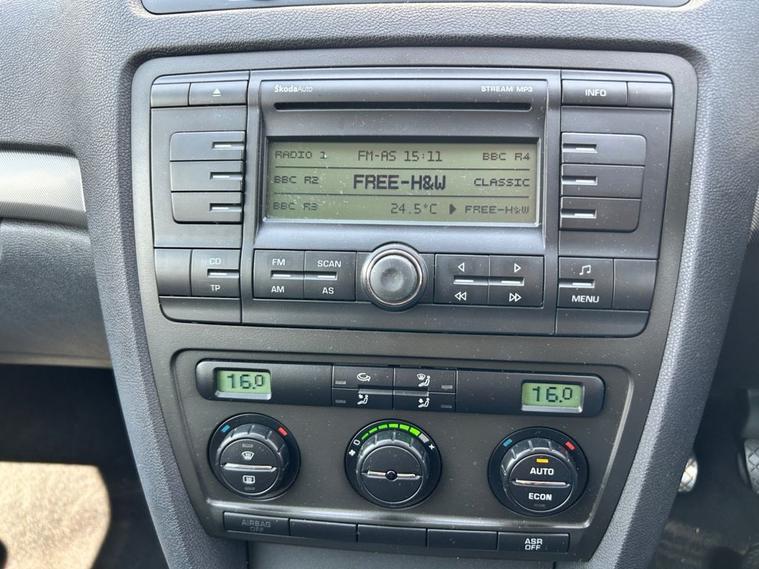 ŠkodaAuto STREAM MP3 INFO
RADIO 1 FM-AS 15:11 BBC R4
BBC R2 FREE-H&W CLASSIC
BBC R3 24.5°C FREE-H&W
CD FM SCAN
TP AM AS MENU
16.0 16.0
0
AUTO
ECON
AIRBAG OFF
ASR OFF